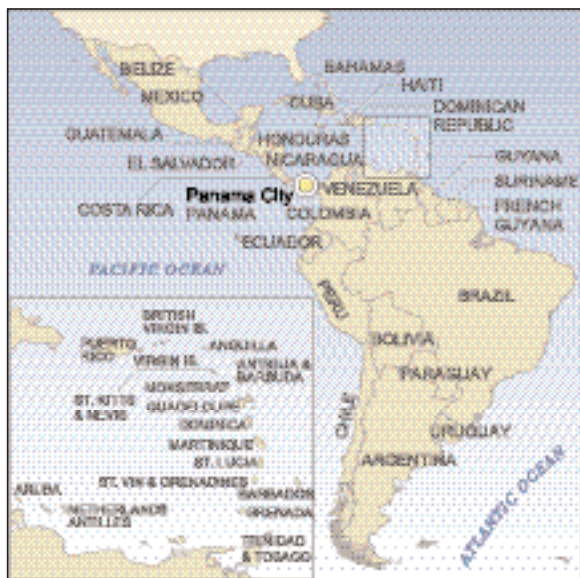 BELIZE
BAHAMAS
MEXICO
HAITI
CUBA
DOMINICAN
REPUBLIC
GUATEMALA
HONDURAS
EL SALVADOR
NICARAGUA
GUYANA
SURINAME
Panama City
VENEZUELA
COSTA RICA
PANAMA
COLOMBIA
FRENCH
GUYANA
ECUADOR
PACIFIC OCEAN
PERU
BRAZIL
BOLIVIA
PARAGUAY
CHILE
URUGUAY
ARGENTINA
ATLANTIC OCEAN
BRITISH
VIRGIN IS.
PUERTO
RICO
ANGUILLA
VIRGIN IS.
ANTIGUA &
BARBUDA
MONSTRRAT
ST. KITTS
& NEVIS
GUADELOUPE
DOMINICA
MARTINIQUE
ST. LUCIA
ST. VIN & GRENADINES
ARUBA
BARBADOS
NETHERLANDS
ANTILLES
GRENADA
TRINIDAD
& TOBAGO